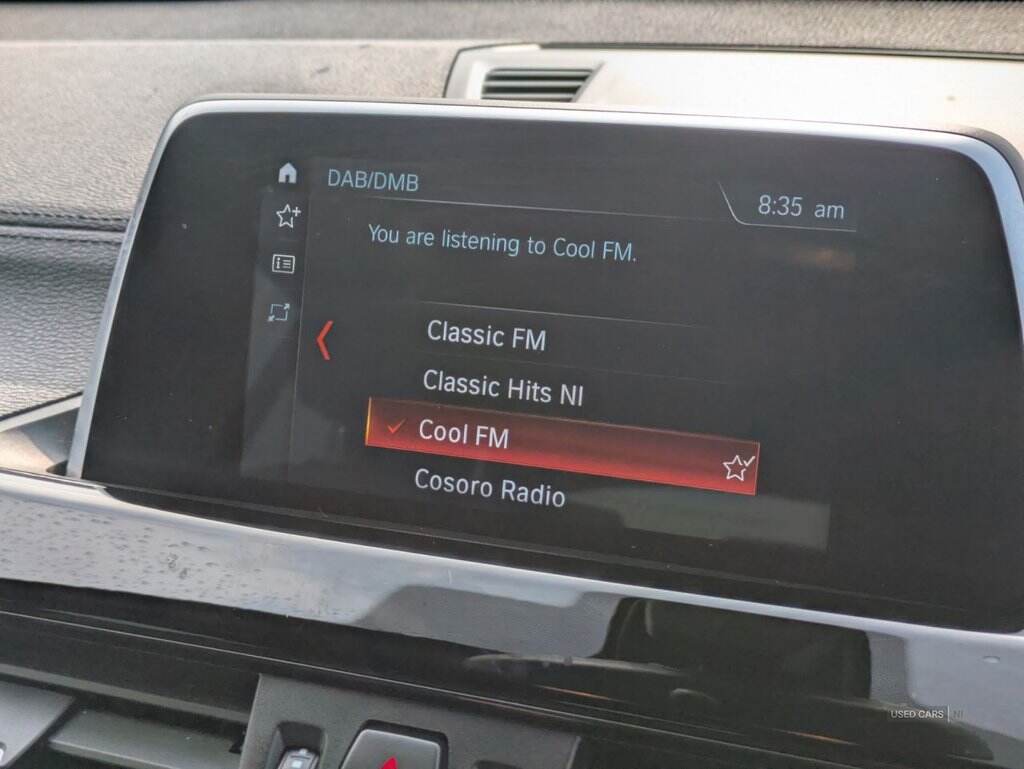 DAB/DMB
8:35 am
You are listening to Cool FM.
Classic FM
Classic Hits NI
Cool FM
Cosoro Radio
USED CARS NI